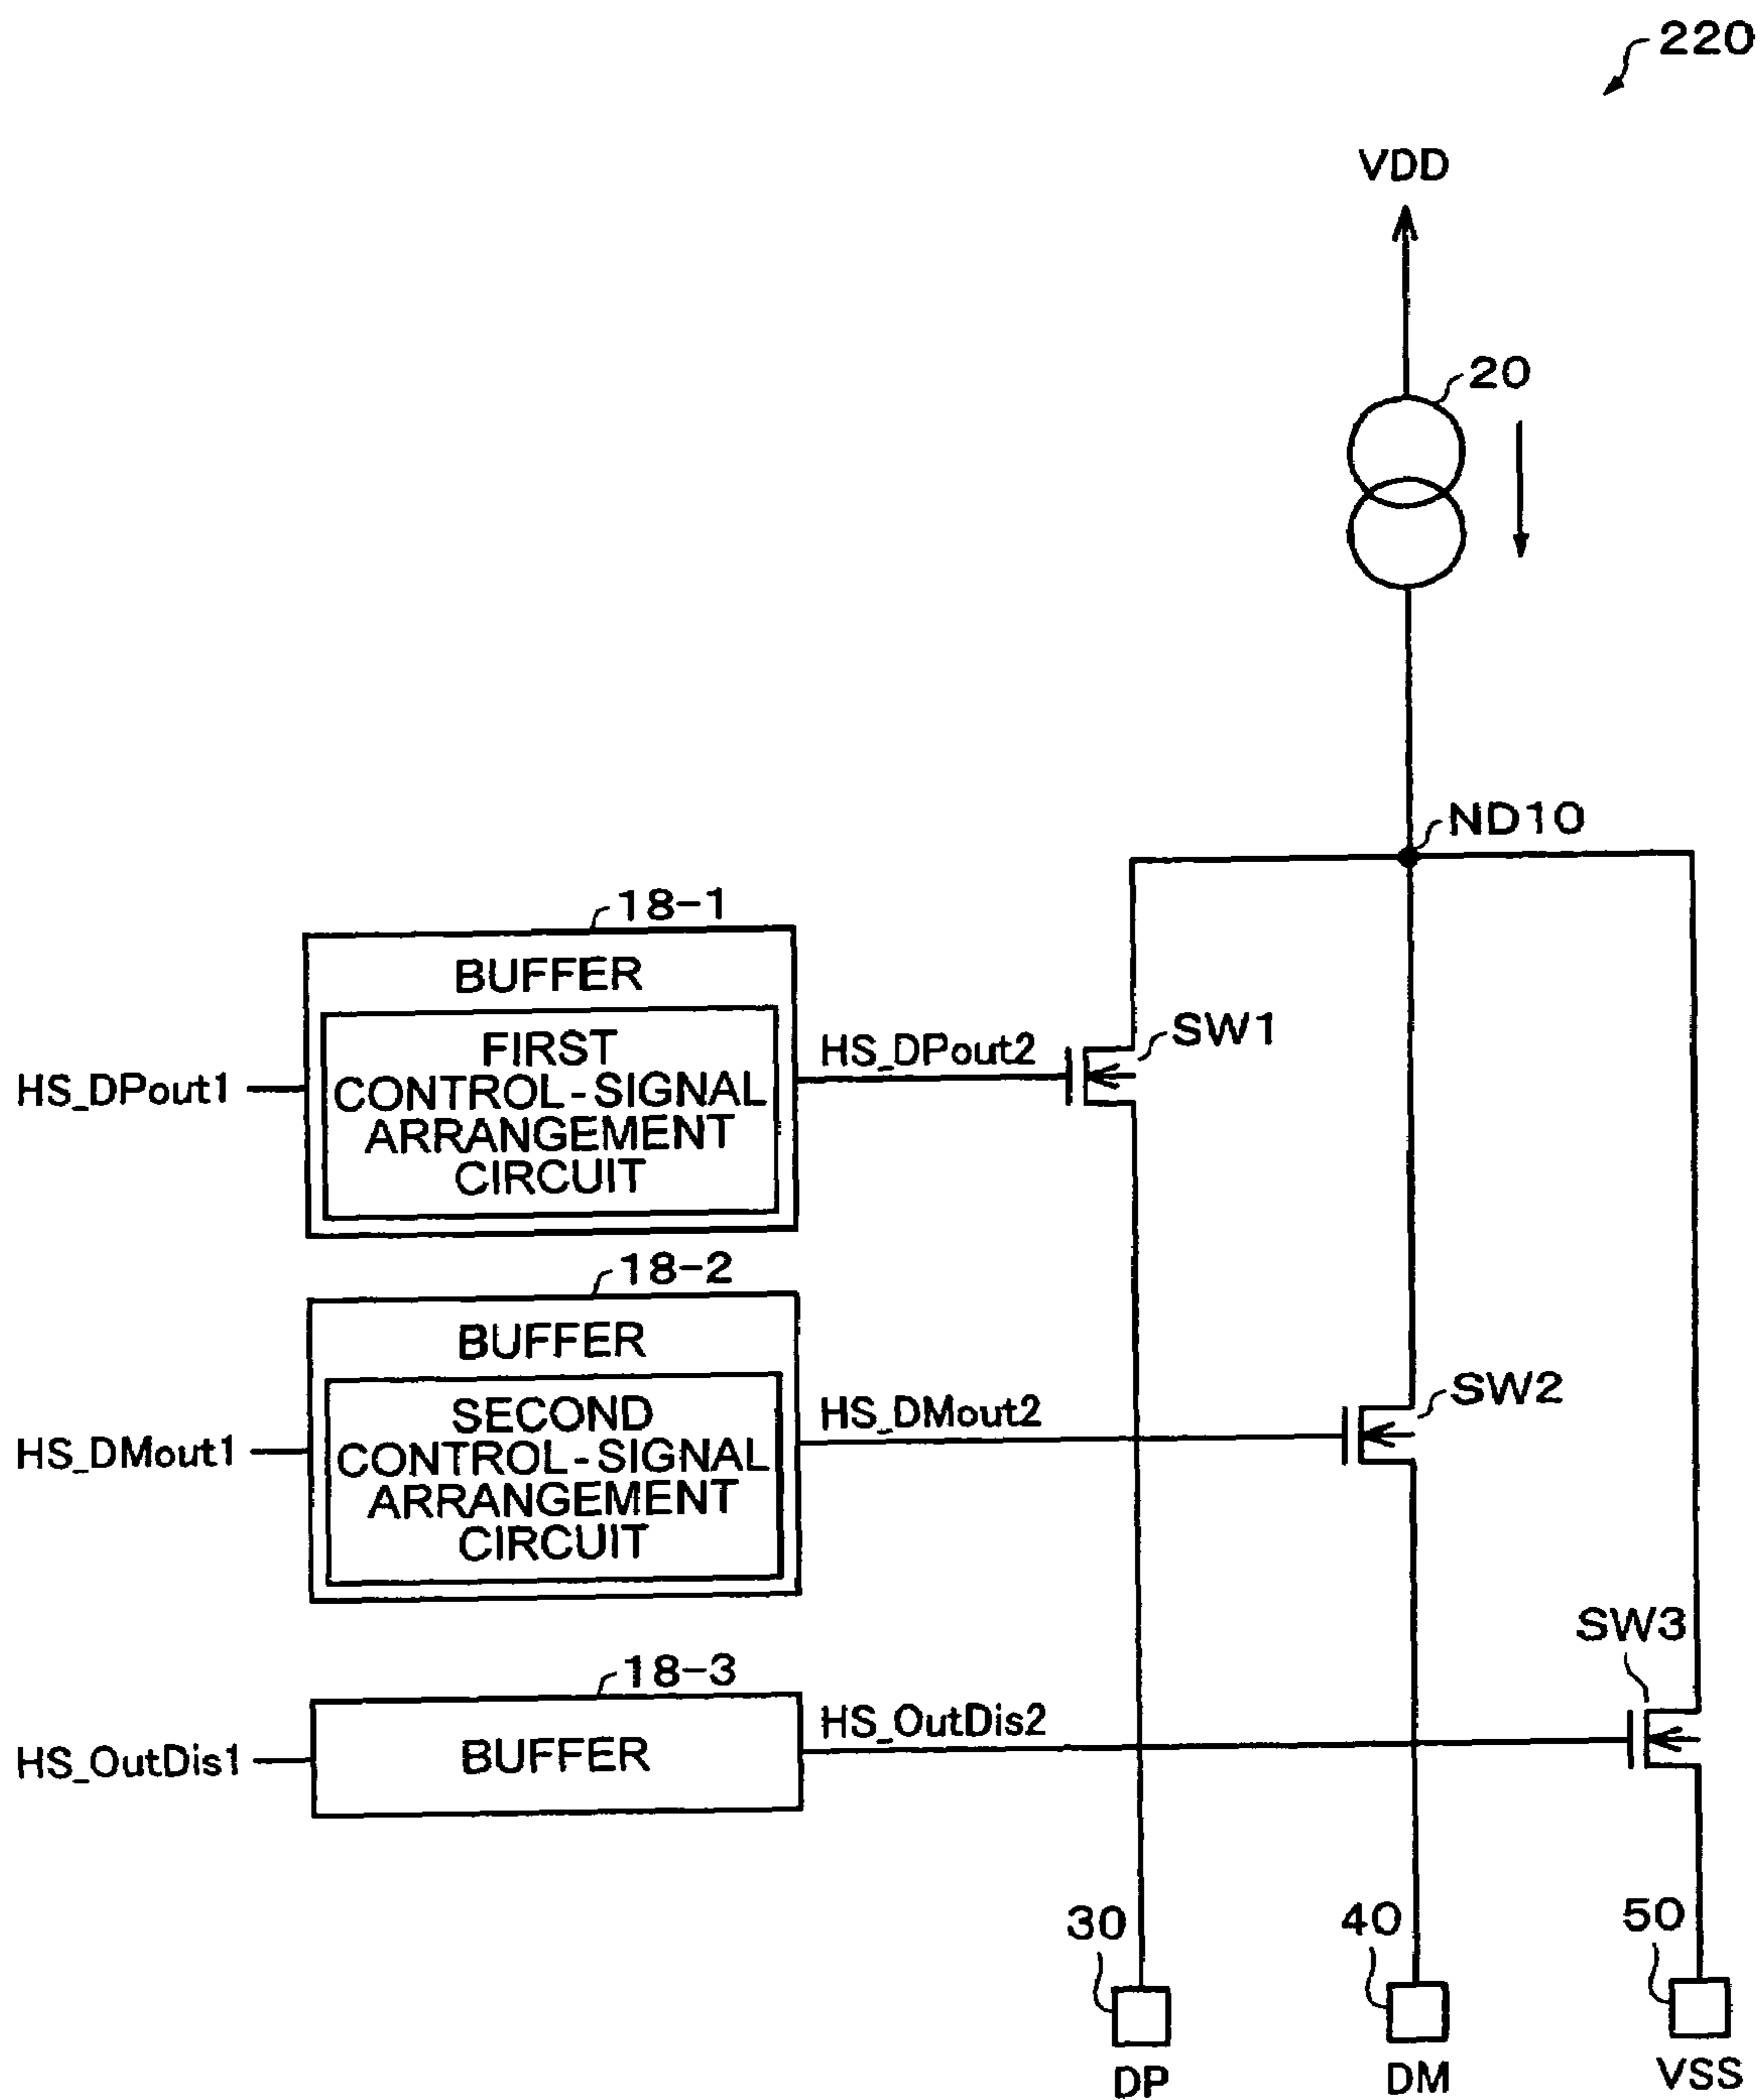 220
VDD
20
ND10
18-1
BUFFER
FIRST
CONTROL-SIGNAL
ARRANGEMENT
CIRCUIT
HS_DPout1
HS_DPout2
SW1
18-2
BUFFER
SECOND
CONTROL-SIGNAL
ARRANGEMENT
CIRCUIT
HS_DMout1
HS_DMout2
SW2
18-3
BUFFER
HS_OutDis1
HS_OutDis2
SW3
30
40
50
DP
DM
VSS